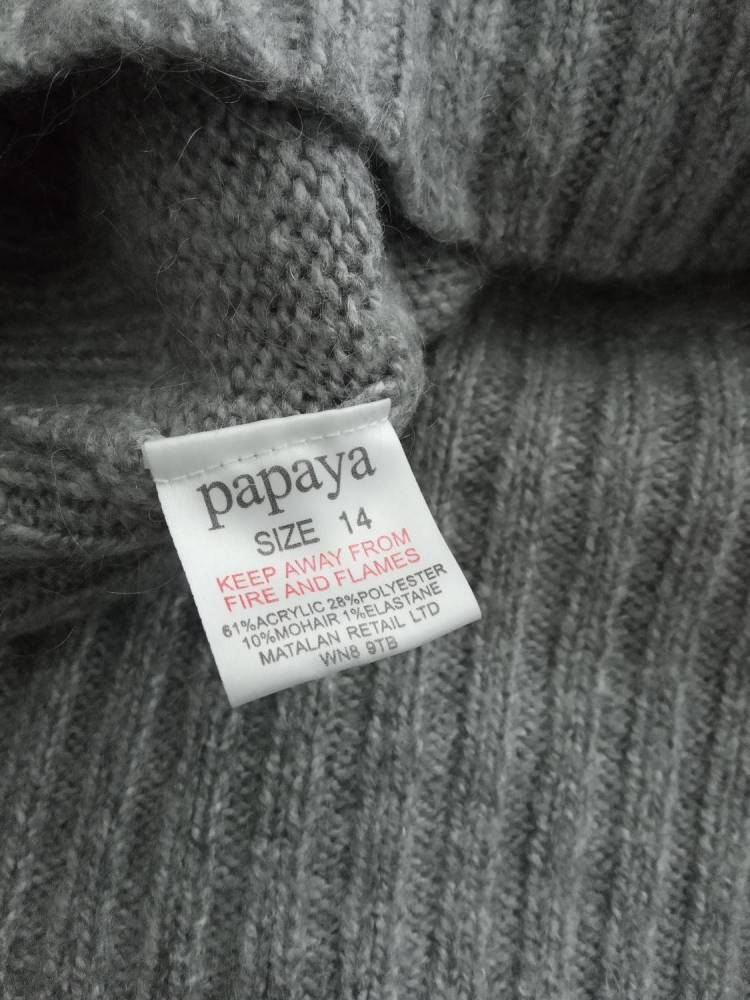 papaya
SIZE 14
KEEP AWAY FROM
FIRE AND FLAMES
61%ACRYLIC 28%POLYESTER
10%MOHAIR 1%ELASTANE
MATALAN RETAIL LTD
WN8 9TB